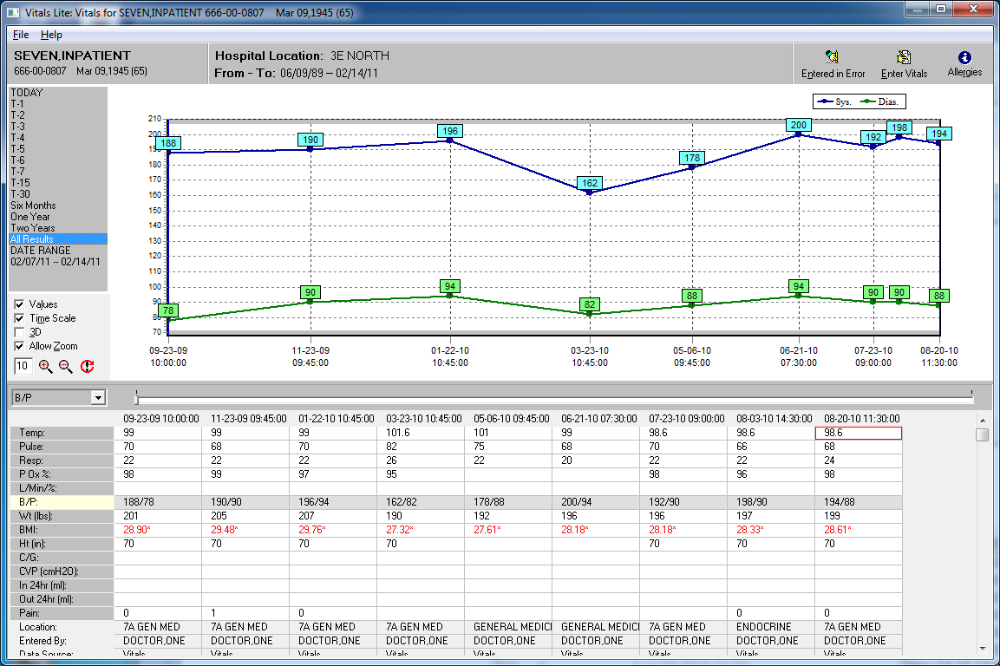 Vitals Lite: Vitals for SEVEN,INPATIENT 666-00-0807 Mar 09,1945 (65)
File Help
SEVEN,INPATIENT
666-00-0807 Mar 09,1945 (65)
Hospital Location: 3E NORTH
From - To: 06/09/89 -- 02/14/11
Entered in Error Enter Vitals Allergies
TODAY
T-1
T-2
T-3
T-4
T-5
T-6
T-7
T-15
T-30
Six Months
One Year
Two Years
All Results
DATE RANGE
02/07/11 -- 02/14/11
Values
Time Scale
3D
Allow Zoom
10
Sys. Dias.
210
200
190
180
170
160
150
140
130
120
110
100
90
80
70
188 190 196 162 178 200 192 198 194
78 90 94 82 88 94 90 90 88
09-23-09 11-23-09 01-22-10 03-23-10 05-06-10 06-21-10 07-23-10 08-20-10
10:00:00 09:45:00 10:45:00 10:45:00 09:45:00 07:30:00 09:00:00 11:30:00
B/P
09-23-09 10:00:00 11-23-09 09:45:00 01-22-10 10:45:00 03-23-10 10:45:00 05-06-10 09:45:00 06-21-10 07:30:00 07-23-10 09:00:00 08-03-10 14:30:00 08-20-10 11:30:00
Temp: 99 99 99 101.6 101 99 98.6 98.6 98.6
Pulse: 70 68 70 82 75 68 70 66 68
Resp: 22 22 22 26 22 20 22 22 24
P Ox %: 98 99 97 95 98 96 98
L/Min/%:
B/P: 188/78 190/90 196/94 162/82 178/88 200/94 192/90 198/90 194/88
Wt (lbs): 201 205 207 190 192 196 196 197 199
BMI: 28.90* 29.48* 29.76* 27.32* 27.61* 28.18* 28.18* 28.33* 28.61*
Ht (in): 70 70 70 70 70 70 70
C/G:
CVP (cmH2O):
In 24hr (ml):
Out 24hr (ml):
Pain: 0 1 0 0 0
Location: 7A GEN MED 7A GEN MED 7A GEN MED 7A GEN MED GENERAL MEDICI GENERAL MEDICI 7A GEN MED ENDOCRINE 7A GEN MED
Entered By: DOCTOR,ONE DOCTOR,ONE DOCTOR,ONE DOCTOR,ONE DOCTOR,ONE DOCTOR,ONE DOCTOR,ONE DOCTOR,ONE DOCTOR,ONE
Data Source: Vitals Vitals Vitals Vitals Vitals Vitals Vitals Vitals Vitals